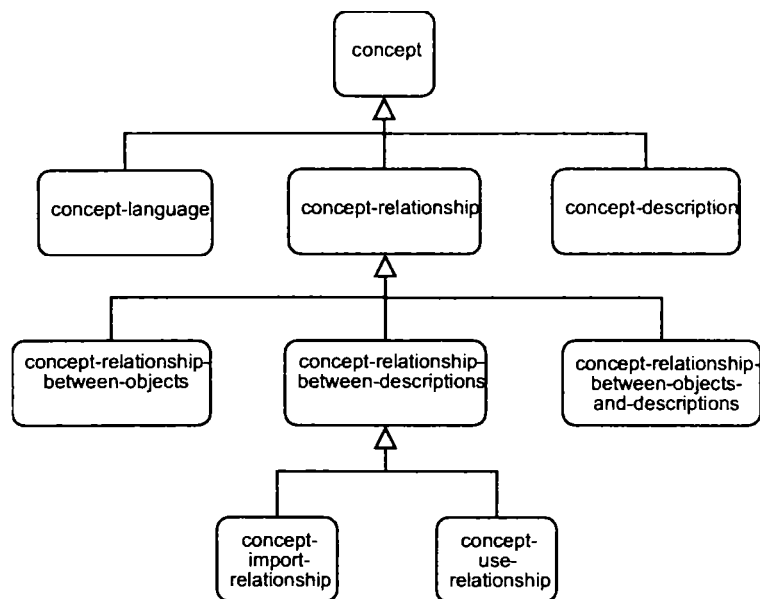 concept
concept-language
concept-relationship
concept-description
concept-relationship-
between-objects
concept-relationship-
between-descriptions
concept-relationship-
between-objects-
and-descriptions
concept-
import-
relationship
concept-
use-
relationship